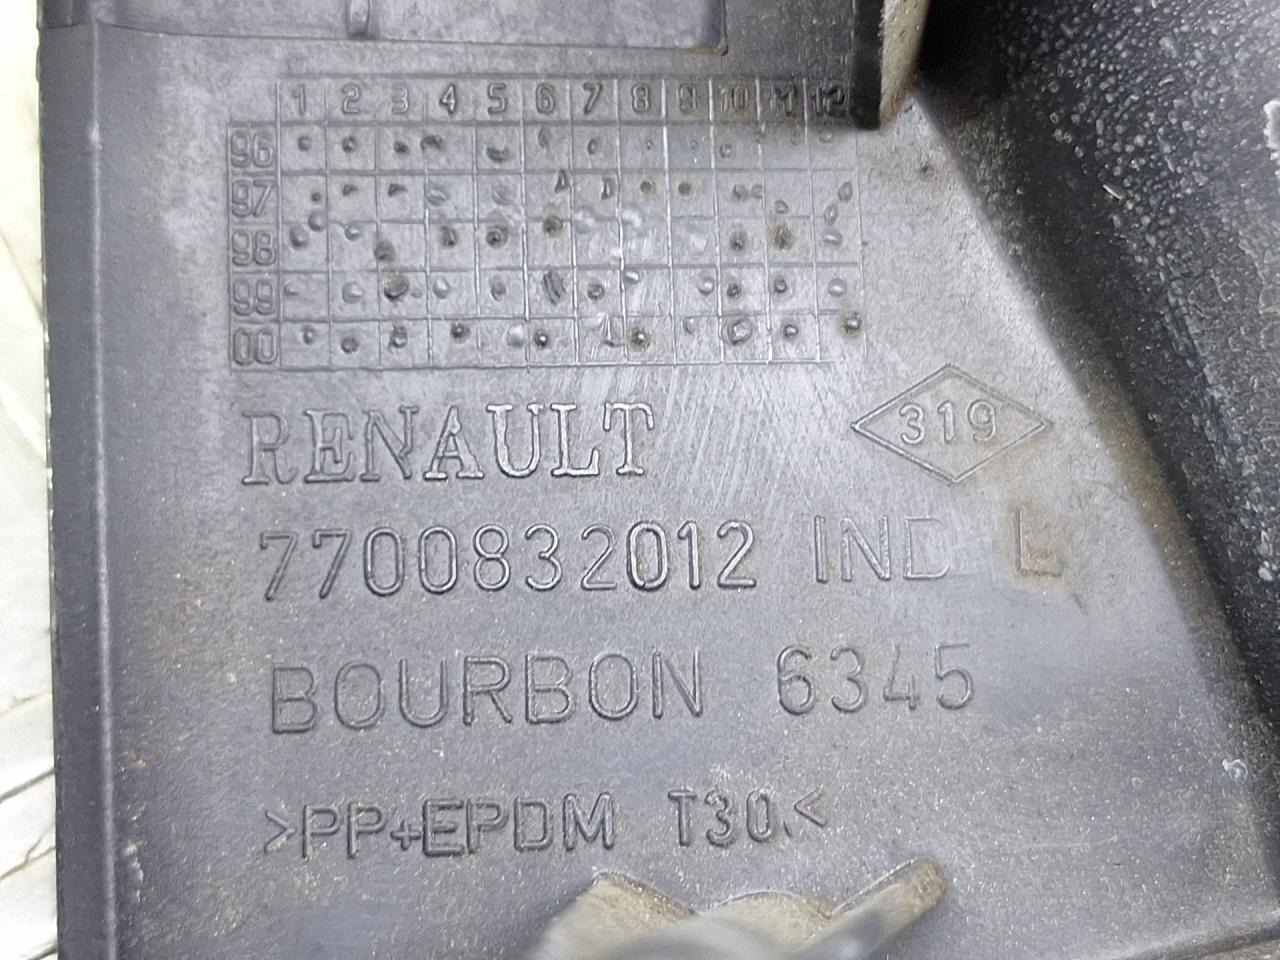 1 2 3 4 5 6 7 8 9 10 11 12
96
97
98
99
00
RENAULT
319
7700832012 IND L
BOURBON 6345
>PP+EPDM T30<